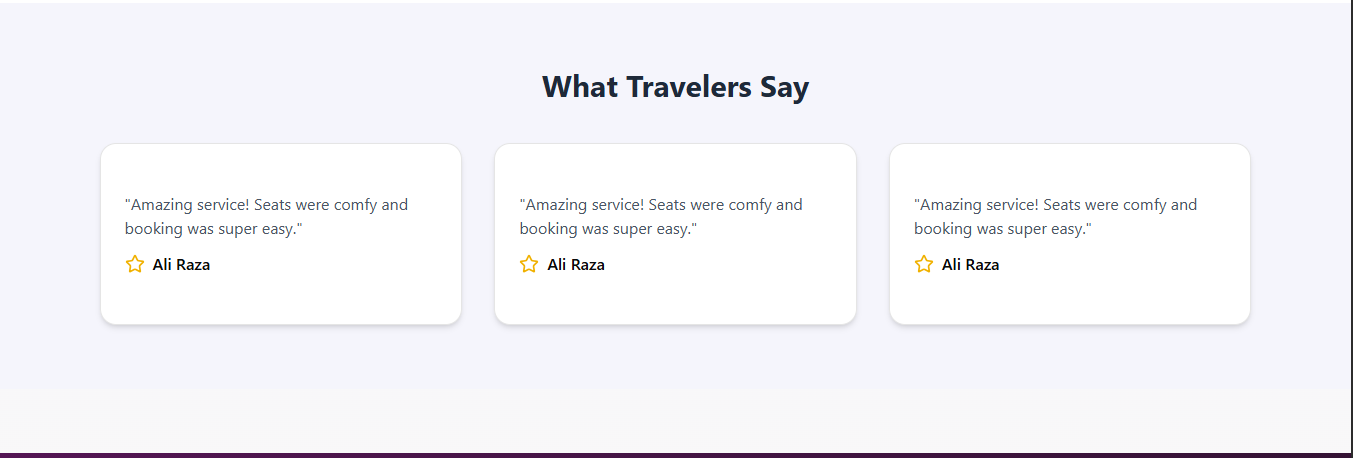 What Travelers Say
"Amazing service! Seats were comfy and
booking was super easy."
Ali Raza
"Amazing service! Seats were comfy and
booking was super easy."
Ali Raza
"Amazing service! Seats were comfy and
booking was super easy."
Ali Raza